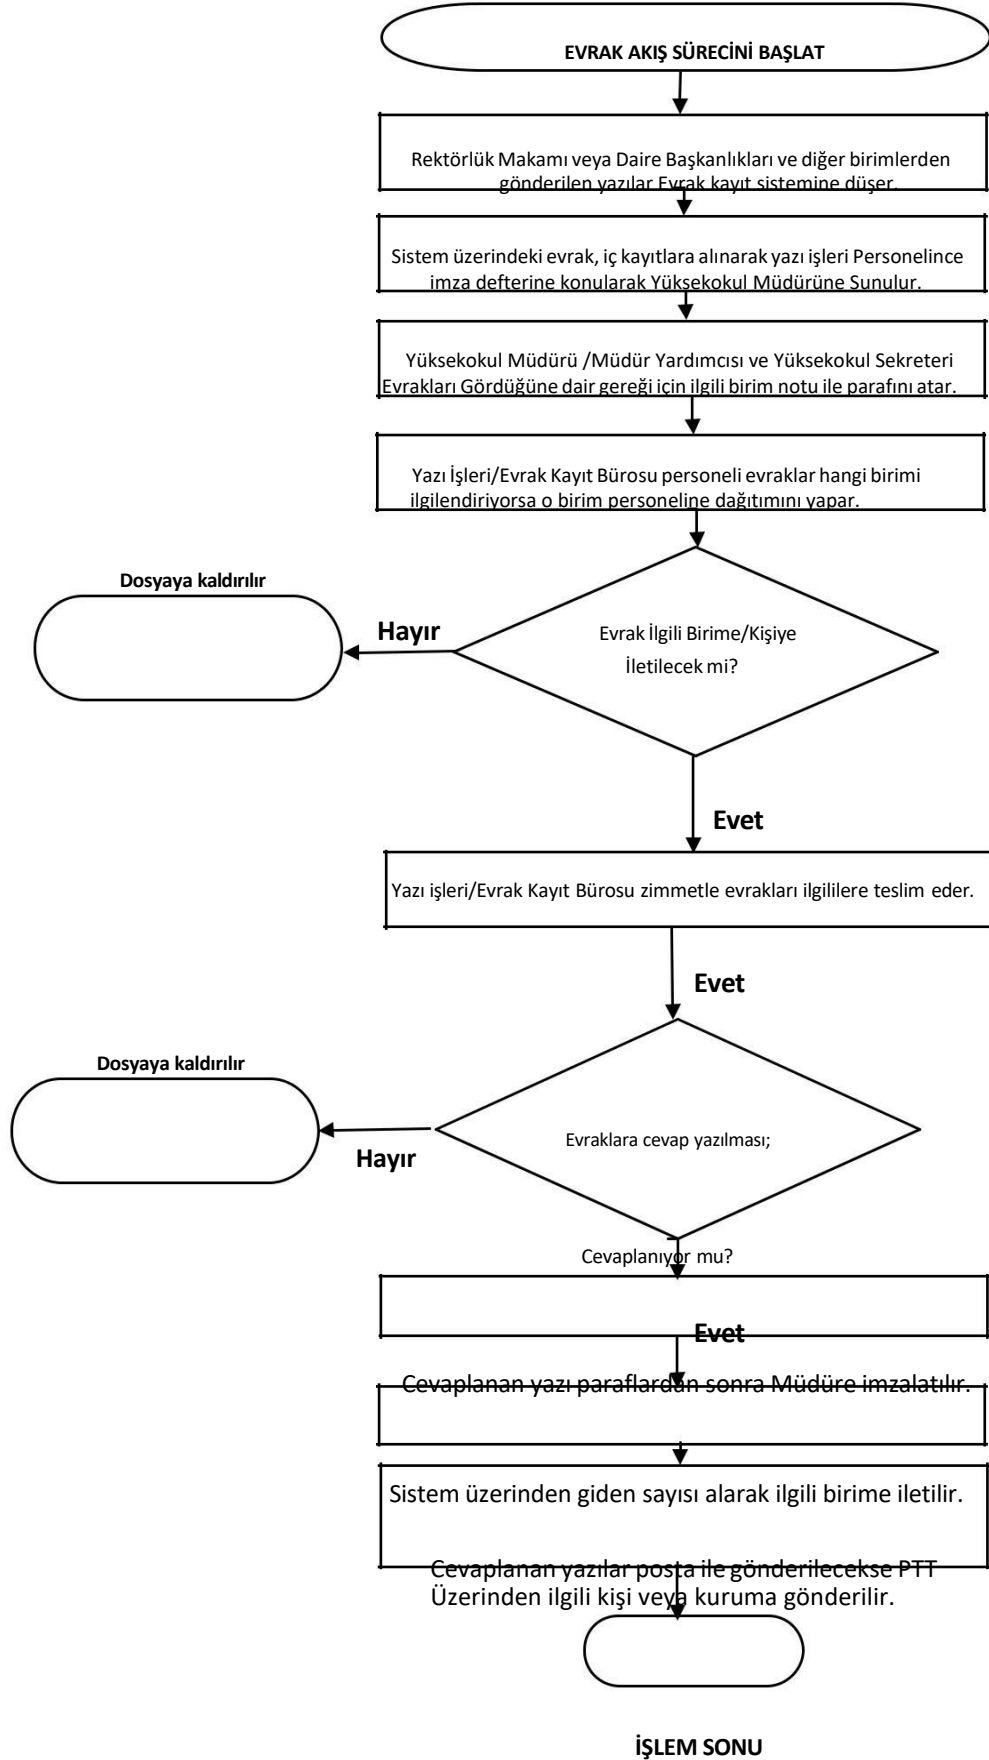 EVRAK AKIŞ SÜRECİNİ BAŞLAT
Rektörlük Makamı veya Daire Başkanlıkları ve diğer birimlerden
gönderilen yazılar Evrak kayıt sistemine düşer.
Sistem üzerindeki evrak, iç kayıtlara alınarak yazı işleri Personelince
imza defterine konularak Yüksekokul Müdürüne Sunulur.
Yüksekokul Müdürü /Müdür Yardımcısı ve Yüksekokul Sekreteri
Evrakları Gördüğüne dair gereği için ilgili birim notu ile parafını atar.
Yazı İşleri/Evrak Kayıt Bürosu personeli evraklar hangi birimi
ilgilendiriyorsa o birim personeline dağıtımını yapar.
Dosyaya kaldırılır
Hayır
Evrak İlgili Birime/Kişiye
İletilecek mi?
Evet
Yazı işleri/Evrak Kayıt Bürosu zimmetle evrakları ilgililere teslim eder.
Evet
Dosyaya kaldırılır
Hayır
Evraklara cevap yazılması;
Cevaplanıyor mu?
Evet
Cevaplanan yazı paraflardan sonra Müdüre imzalatılır.
Sistem üzerinden giden sayısı alarak ilgili birime iletilir.
Cevaplanan yazılar posta ile gönderilecekse PTT
Üzerinden ilgili kişi veya kuruma gönderilir.
İŞLEM SONU